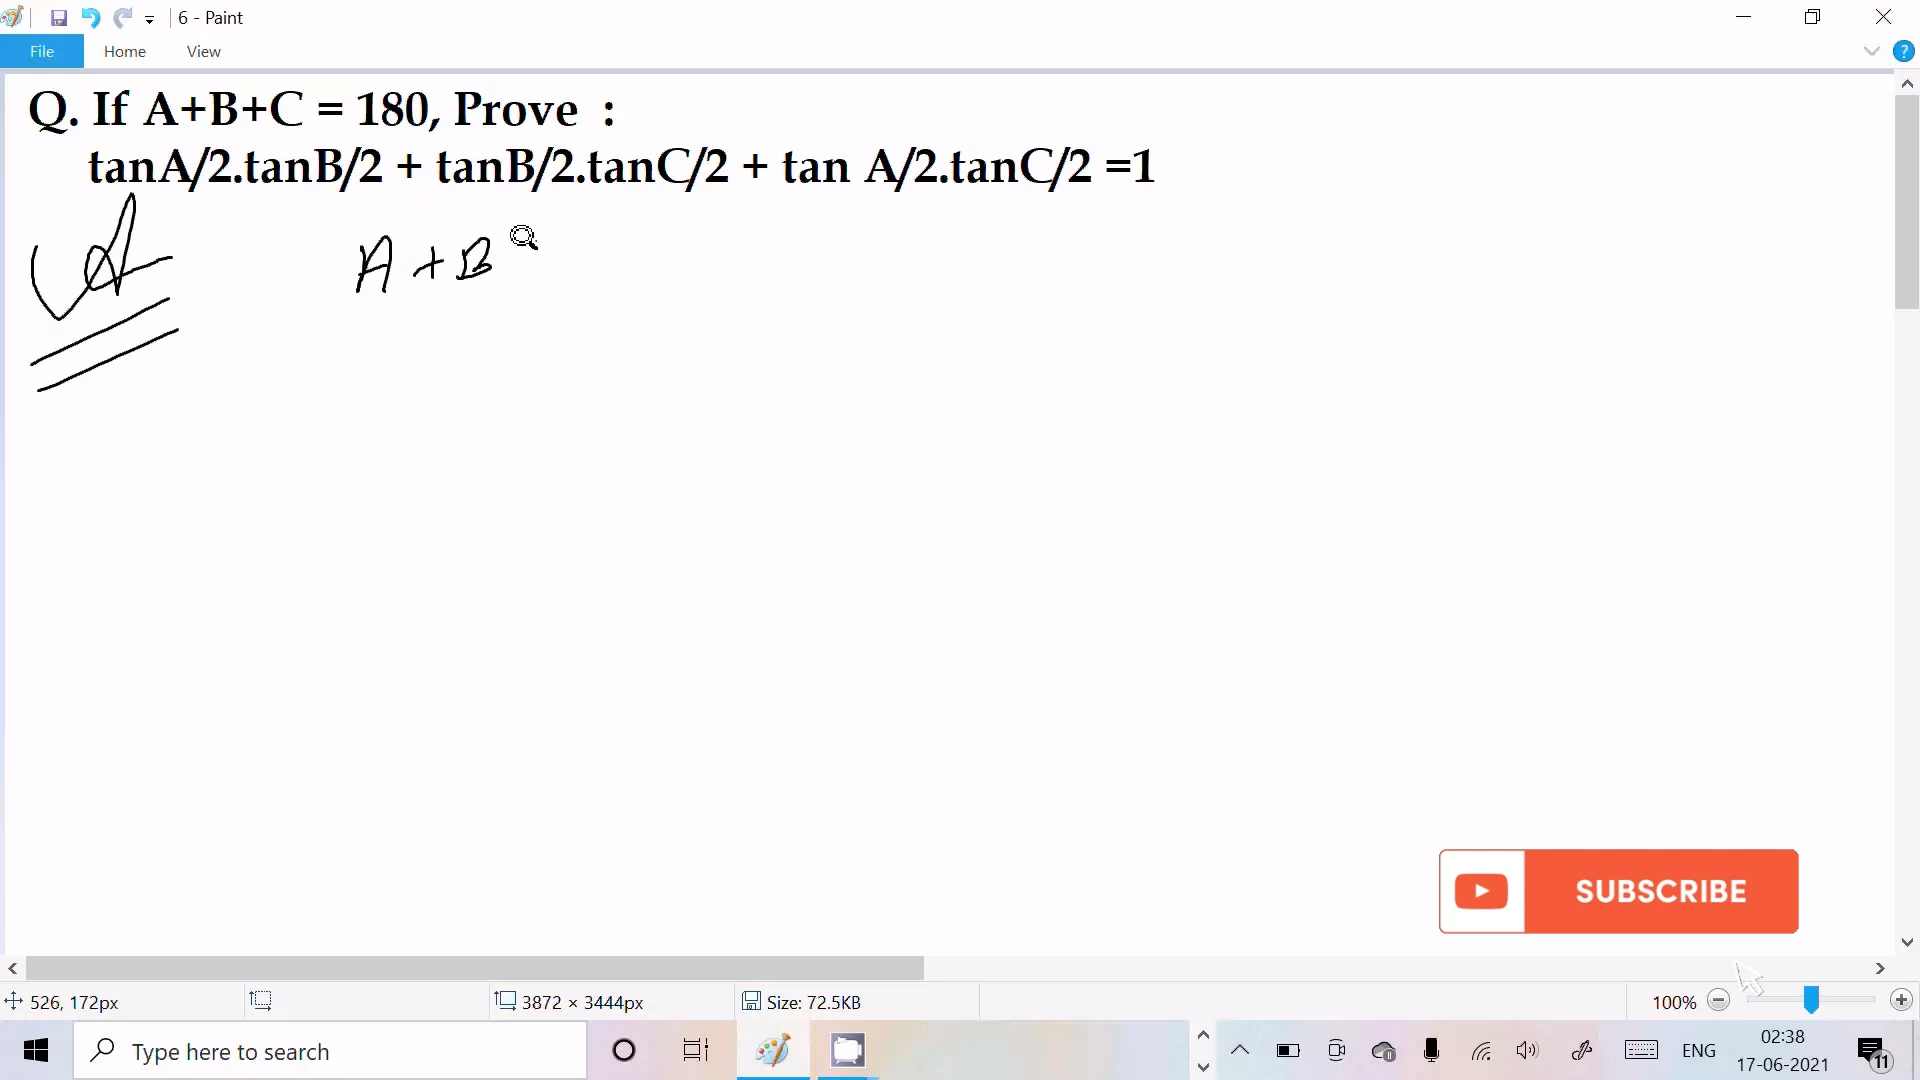 6 - Paint
File Home View
Q. If A+B+C = 180, Prove :
tanA/2.tanB/2 + tanB/2.tanC/2 + tan A/2.tanC/2 =1
A + B
SUBSCRIBE
526, 172px 3872 × 3444px Size: 72.5KB 100%
Type here to search ENG 02:38
17-06-2021 11